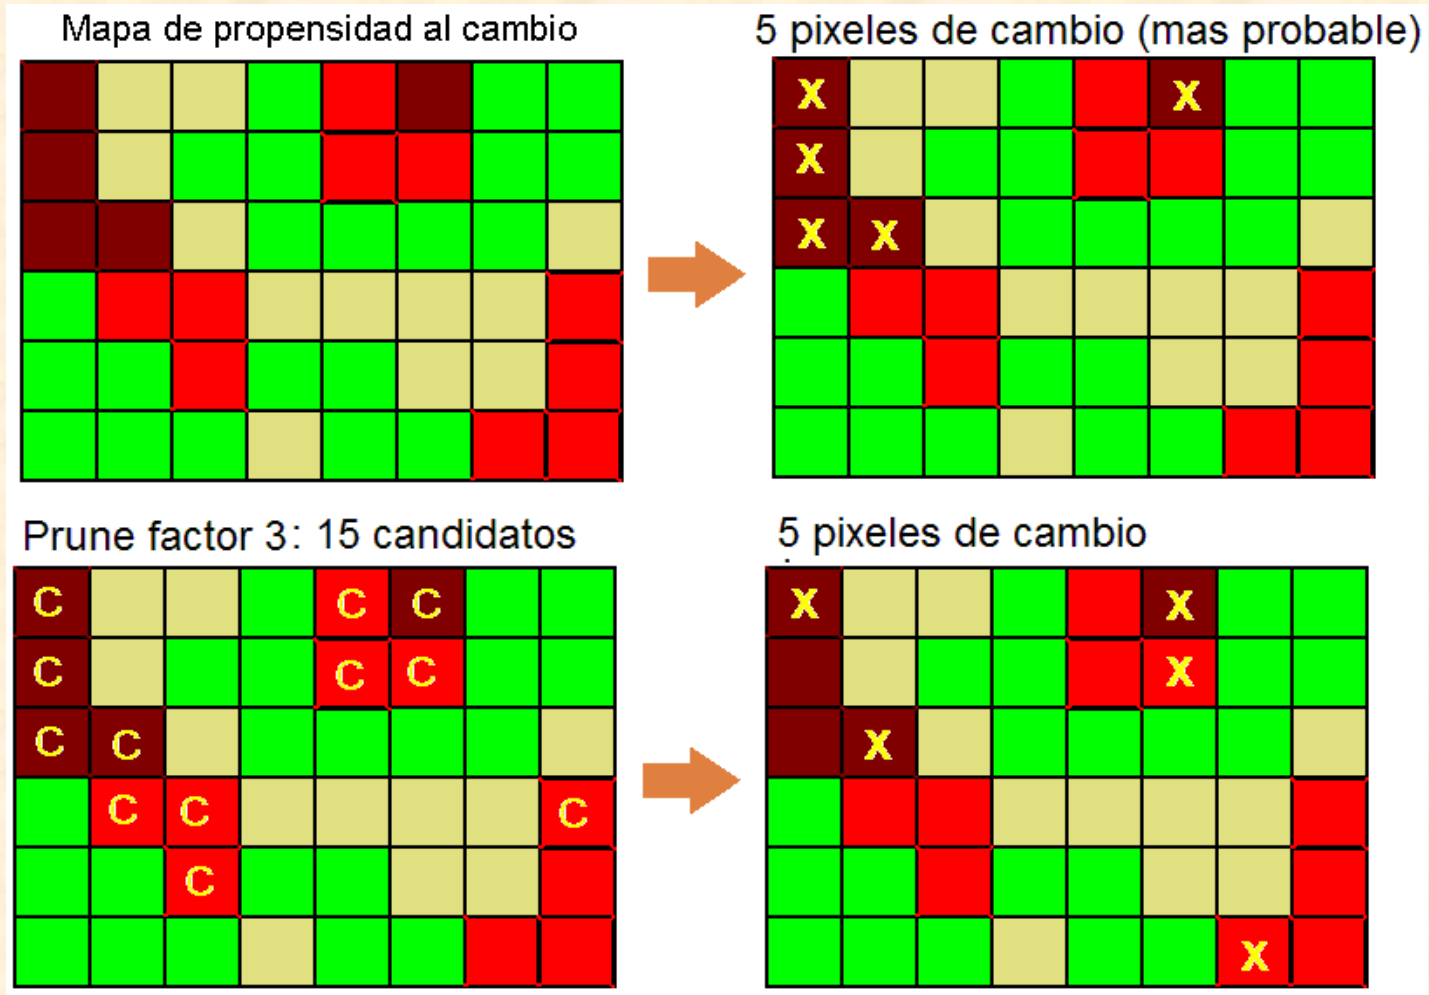 Mapa de propensidad al cambio
5 pixeles de cambio (mas probable)
X X
X
X X
Prune factor 3: 15 candidatos
5 pixeles de cambio
C C C
C C C
C C
C C C
C
X X
X
X
X